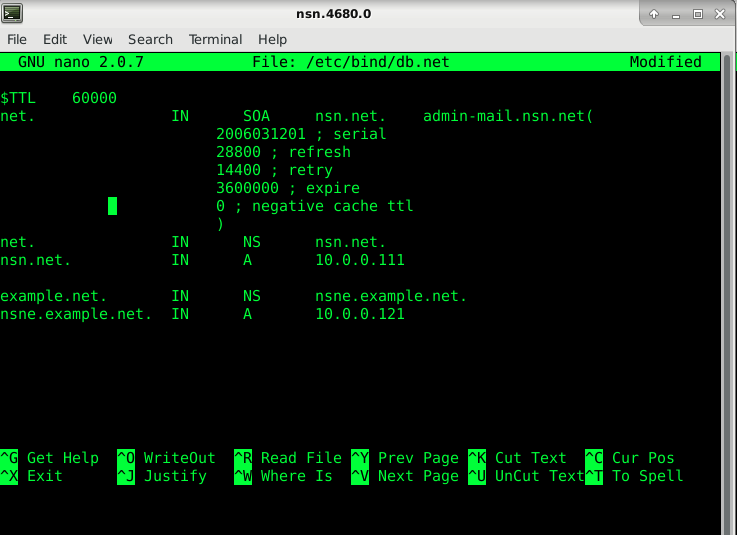 nsn.4680.0
File Edit View Search Terminal Help
GNU nano 2.0.7 File: /etc/bind/db.net Modified
$TTL 60000
net. IN SOA nsn.net. admin-mail.nsn.net(
2006031201 ; serial
28800 ; refresh
14400 ; retry
3600000 ; expire
0 ; negative cache ttl
)
net. IN NS nsn.net.
nsn.net. IN A 10.0.0.111
example.net. IN NS nsne.example.net.
nsne.example.net. IN A 10.0.0.121
^G Get Help ^O WriteOut ^R Read File ^Y Prev Page ^K Cut Text ^C Cur Pos
^X Exit ^J Justify ^W Where Is ^V Next Page ^U UnCut Text ^T To Spell